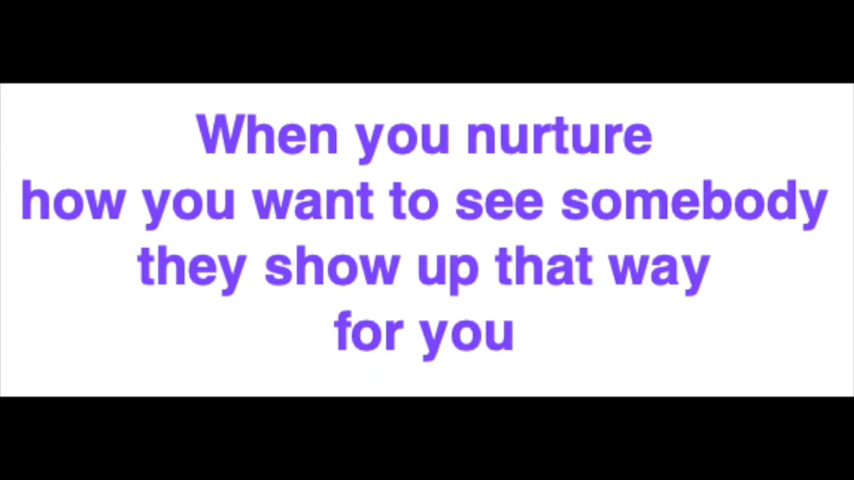 When you nurture
how you want to see somebody
they show up that way
for you